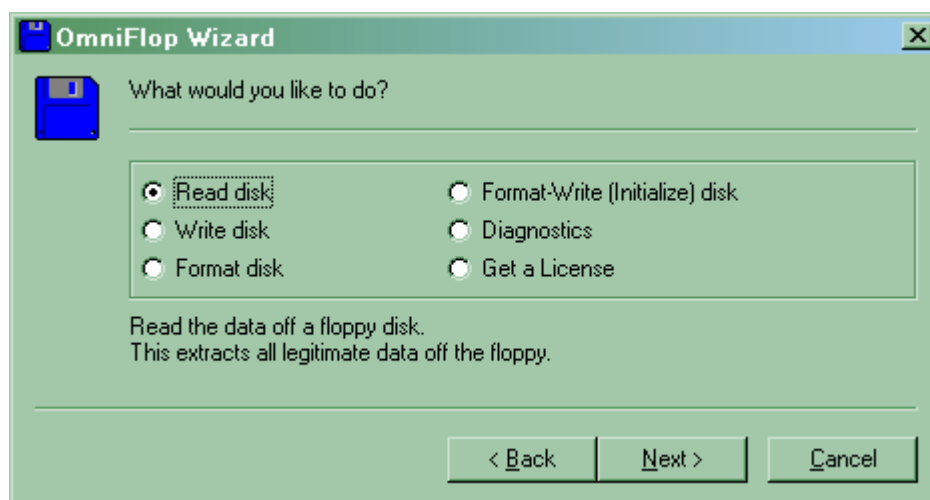 OmniFlop Wizard
What would you like to do?
Read disk
Format-Write (Initialize) disk
Write disk
Diagnostics
Format disk
Get a License
Read the data off a floppy disk.
This extracts all legitimate data off the floppy.
< Back
Next >
Cancel